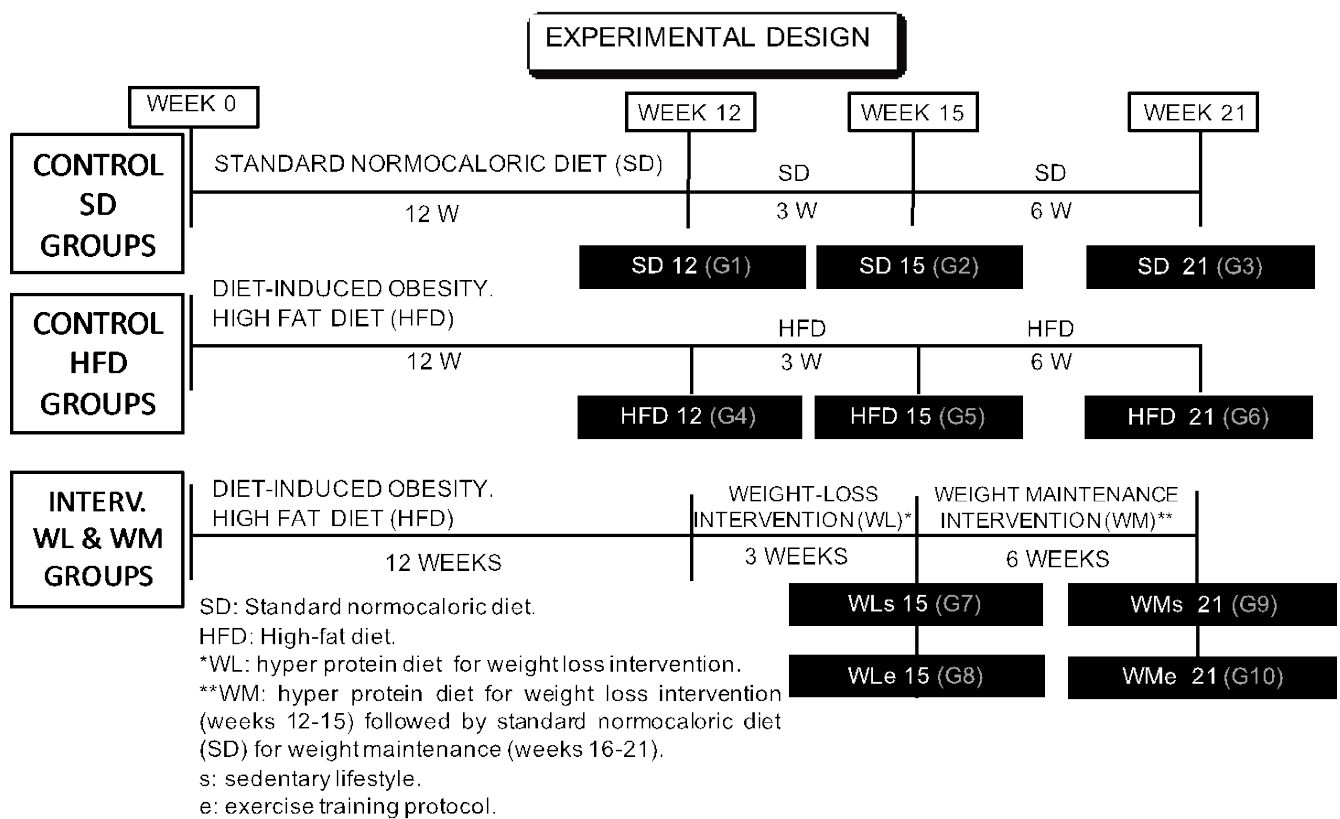 EXPERIMENTAL DESIGN
WEEK 0
WEEK 12
WEEK 15
WEEK 21
CONTROL
SD
GROUPS
STANDARD NORMOCALORIC DIET (SD)
SD
SD
12 W
3 W
6 W
SD 12 (G1)
SD 15 (G2)
SD 21 (G3)
CONTROL
HFD
GROUPS
DIET-INDUCED OBESITY.
HIGH FAT DIET (HFD)
HFD
HFD
12 W
3 W
6 W
HFD 12 (G4)
HFD 15 (G5)
HFD 21 (G6)
INTERV.
WL & WM
GROUPS
DIET-INDUCED OBESITY.
HIGH FAT DIET (HFD)
WEIGHT-LOSS
INTERVENTION (WL)*
WEIGHT MAINTENANCE
INTERVENTION (WM)**
12 WEEKS
3 WEEKS
6 WEEKS
WLs 15 (G7)
WMs 21 (G9)
WLe 15 (G8)
WMe 21 (G10)
SD: Standard normocaloric diet.
HFD: High-fat diet.
*WL: hyper protein diet for weight loss intervention.
**WM: hyper protein diet for weight loss intervention
(weeks 12-15) followed by standard normocaloric diet
(SD) for weight maintenance (weeks 16-21).
s: sedentary lifestyle.
e: exercise training protocol.